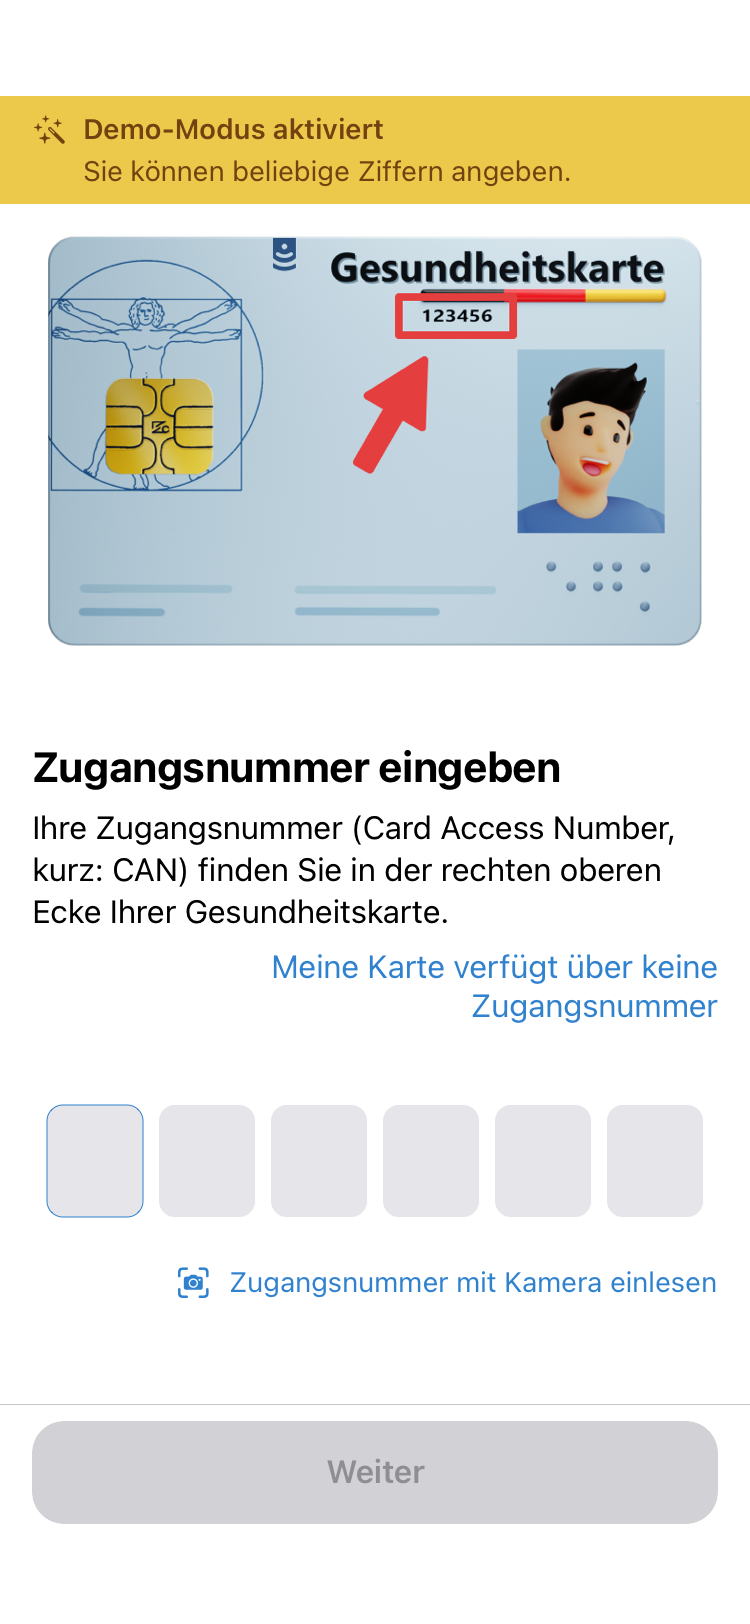 Demo-Modus aktiviert
Sie können beliebige Ziffern angeben.
Gesundheitskarte
123456
Zugangsnummer eingeben
Ihre Zugangsnummer (Card Access Number,
kurz: CAN) finden Sie in der rechten oberen
Ecke Ihrer Gesundheitskarte.
Meine Karte verfügt über keine
Zugangsnummer
Zugangsnummer mit Kamera einlesen
Weiter